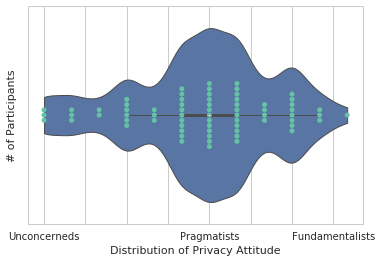 # of Participants
Unconcerneds Pragmatists Fundamentalists
Distribution of Privacy Attitude